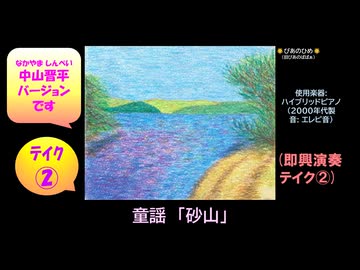 なかやま しんぺい
中山晋平
バージョン
です
テイク
②
☀ぴあのひめ☀
(旧ぴあのばばぁ)
使用楽器:
ハイブリッドピアノ
(2000年代製
音: エレピ音)
(即興演奏
テイク②)
童謡 「砂山」